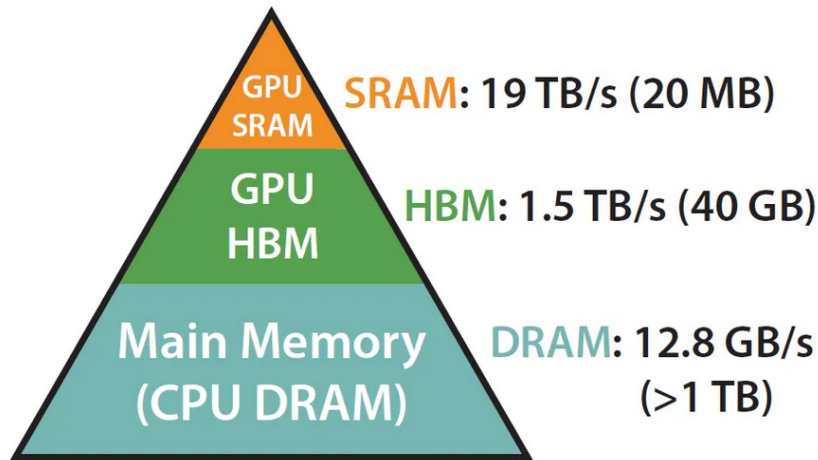 GPU
SRAM
SRAM: 19 TB/s (20 MB)
GPU
HBM
HBM: 1.5 TB/s (40 GB)
Main Memory
(CPU DRAM)
DRAM: 12.8 GB/s
(>1 TB)